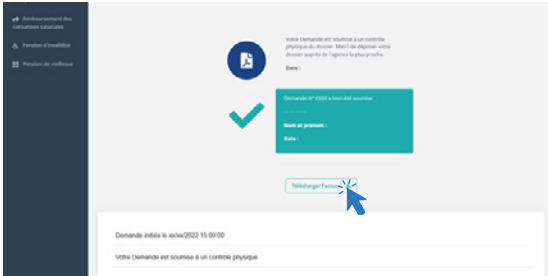 Remboursement des
cotisations salariales
Pension d'invalidité
Pension de vieillesse
Votre Demande est soumise à un contrôle
physique du dossier. Merci de déposer votre
dossier auprès de l'agence la plus proche.
Date :
Demande N° XXXX a bien été soumise
Nom et prénom :
Date :
Télécharger l'accusé
Demande initiée le xx/xx/2022 15:09:00
Votre Demande est soumise à un contrôle physique